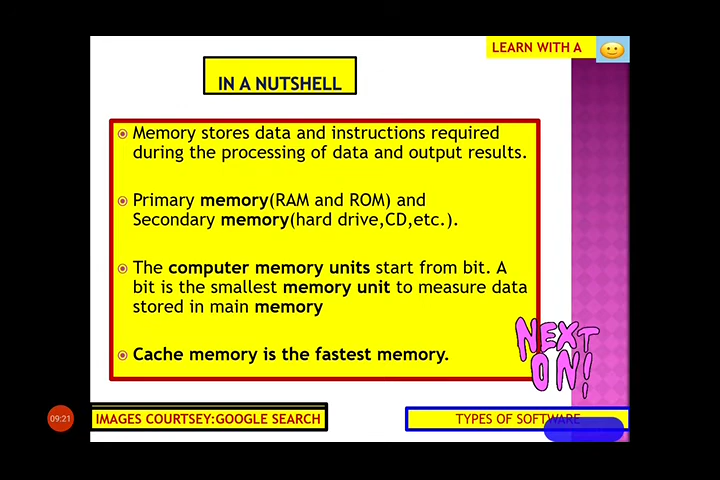 LEARN WITH A
IN A NUTSHELL
Memory stores data and instructions required
during the processing of data and output results.
Primary memory(RAM and ROM) and
Secondary memory(hard drive,CD,etc.).
The computer memory units start from bit. A
bit is the smallest memory unit to measure data
stored in main memory
Cache memory is the fastest memory.
NEXT
ON!
09:21
IMAGES COURTSEY:GOOGLE SEARCH
TYPES OF SOFTWARE